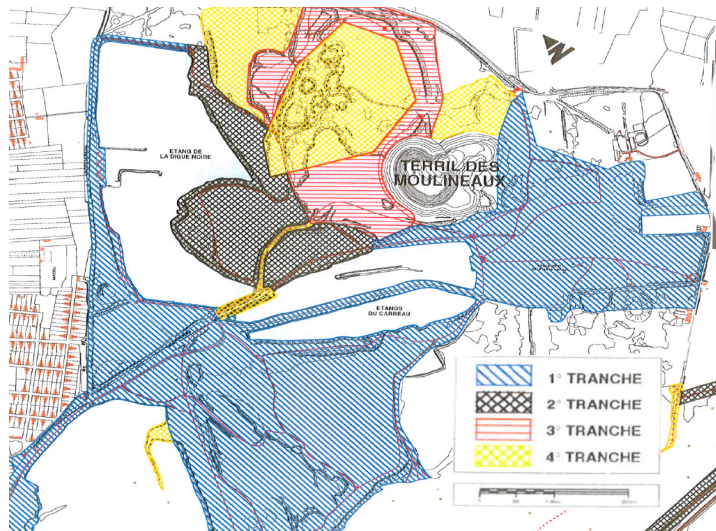 N
ETANG DE
LA DIGUE NOIRE
TERRIL DES
MOULINEAUX
ETANGS
DU CARREAU
1° TRANCHE
2° TRANCHE
3° TRANCHE
4° TRANCHE